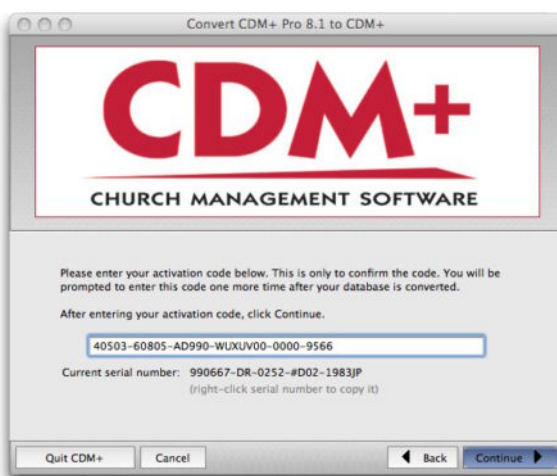 Convert CDM+ Pro 8.1 to CDM+
CDM+
CHURCH MANAGEMENT SOFTWARE
Please enter your activation code below. This is only to confirm the code. You will be
prompted to enter this code one more time after your database is converted.
After entering your activation code, click Continue.
40503-60805-AD990-WUXUV00-0000-9566
Current serial number: 990667-DR-0252-#D02-1983JP
(right-click serial number to copy it)
Quit CDM+ Cancel Back Continue